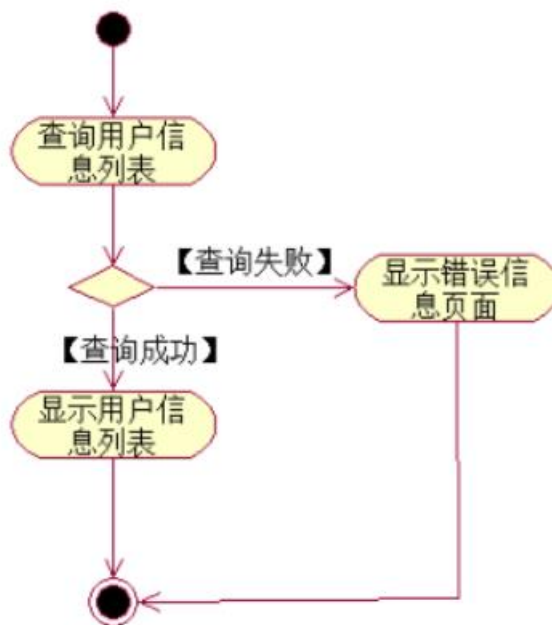 查询用户信
息列表
【查询失败】
显示错误信
息页面
【查询成功】
显示用户信
息列表